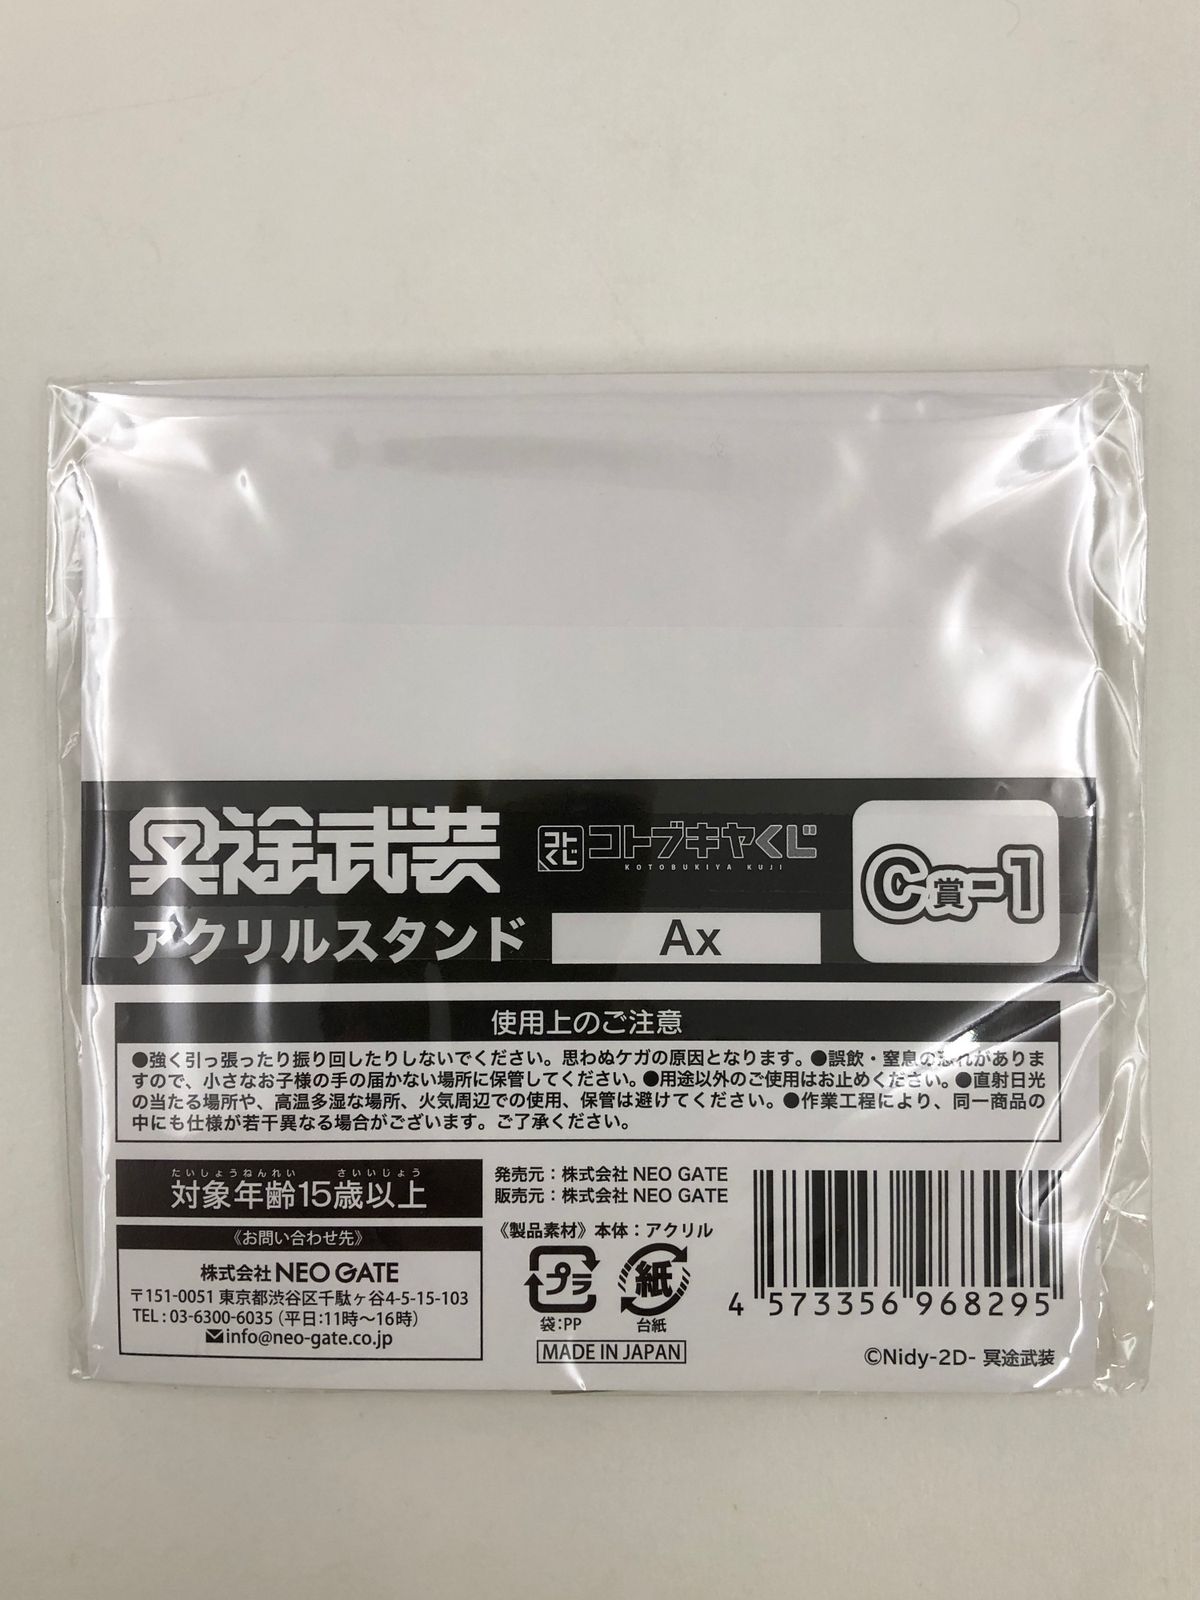 冥途武装
コトくじ コトブキヤくじ
KOTOBUKIYA KUJI
C賞-1
アクリルスタンド
Ax
使用上のご注意
●強く引っ張ったり振り回したりしないでください。思わぬケガの原因となります。●誤飲・窒息の恐れがありま
すので、小さなお子様の手の届かない場所に保管してください。●用途以外のご使用はお止めください。●直射日光
の当たる場所や、高温多湿な場所、火気周辺での使用、保管は避けてください。●作業工程により、同一商品の
中にも仕様が若干異なる場合がございます。ご了承ください。
たいしょうねんれい さいいじょう
対象年齢15歳以上
《お問い合わせ先》
株式会社 NEO GATE
〒151-0051 東京都渋谷区千駄ヶ谷4-5-15-103
TEL : 03-6300-6035 (平日:11時〜16時)
info@neo-gate.co.jp
発売元：株式会社 NEO GATE
販売元：株式会社 NEO GATE
《製品素材》本体：アクリル
プラ
袋:PP
紙
台紙
MADE IN JAPAN
4 573356 968295
©Nidy-2D- 冥途武装